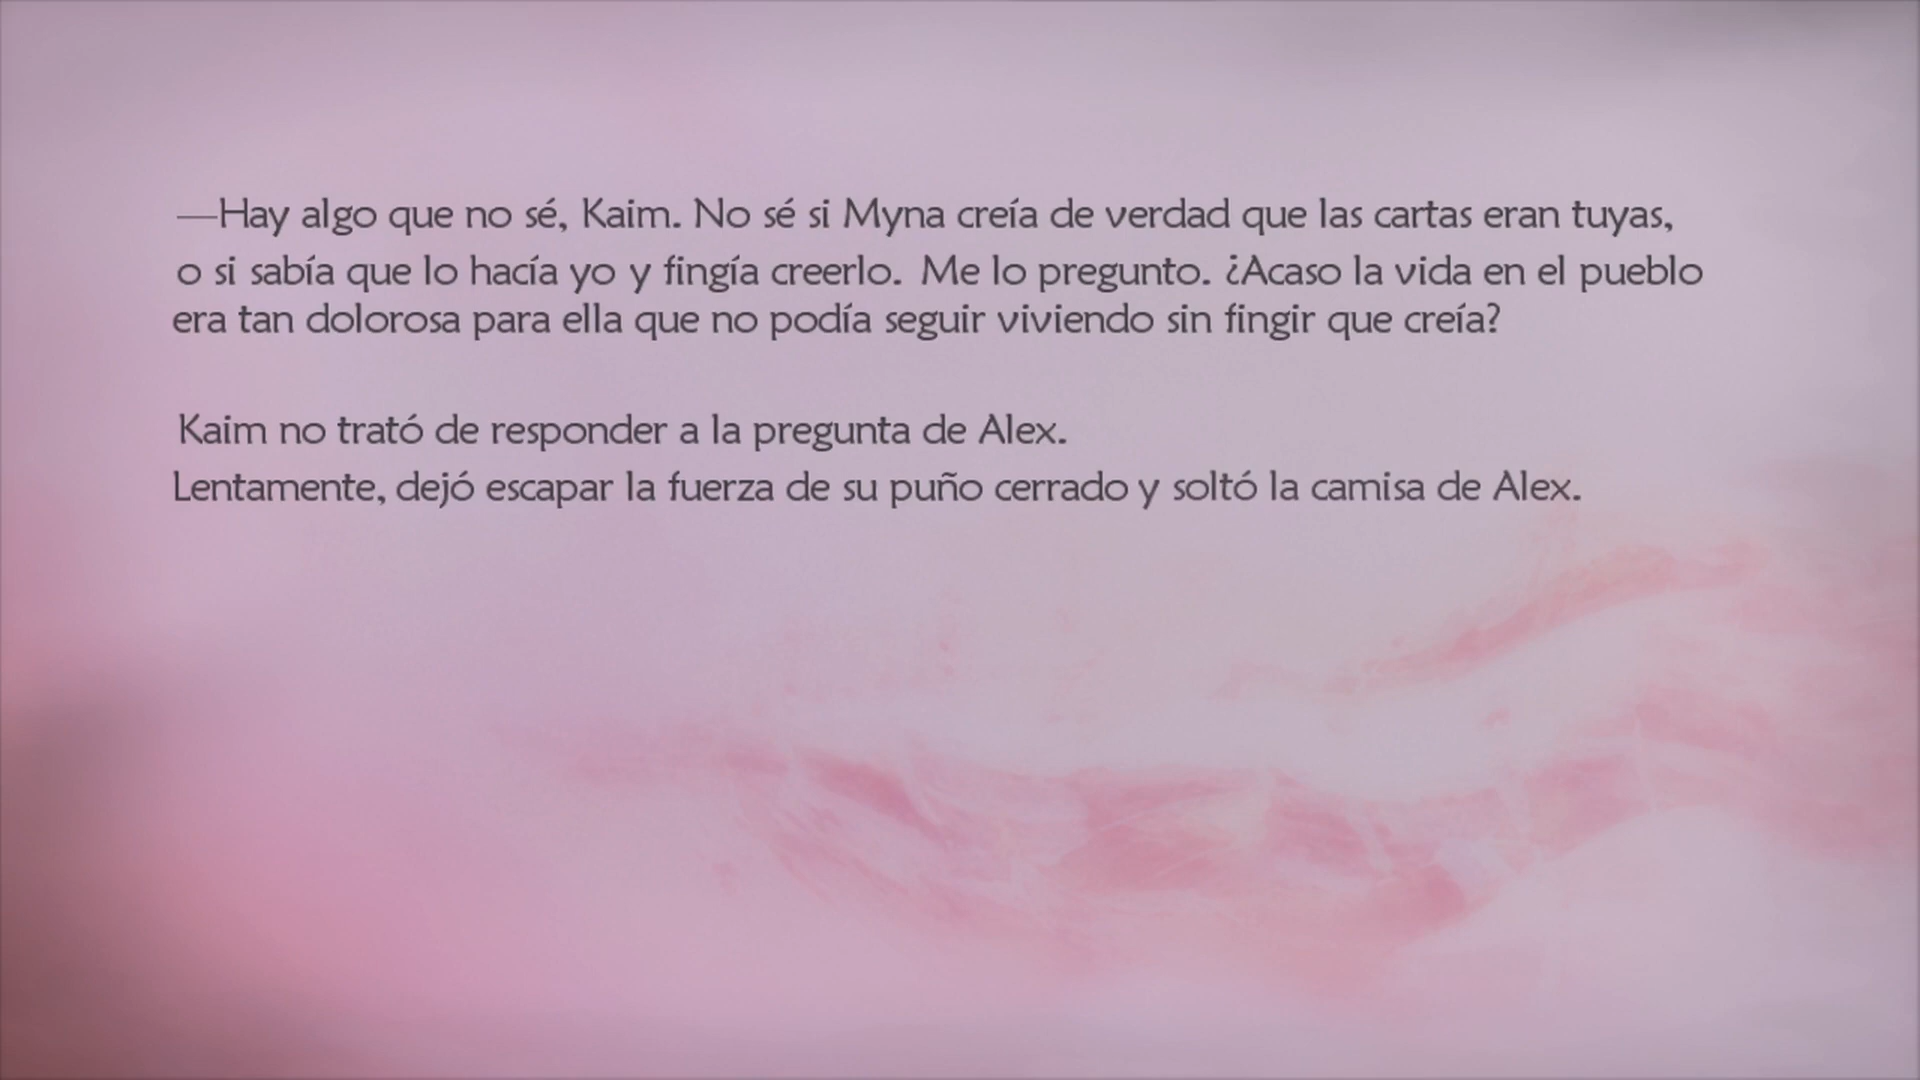 —Hay algo que no sé, Kaim. No sé si Myna creía de verdad que las cartas eran tuyas,
o si sabía que lo hacía yo y fingía creerlo. Me lo pregunto. ¿Acaso la vida en el pueblo
era tan dolorosa para ella que no podía seguir viviendo sin fingir que creía?
Kaim no trató de responder a la pregunta de Alex.
Lentamente, dejó escapar la fuerza de su puño cerrado y soltó la camisa de Alex.